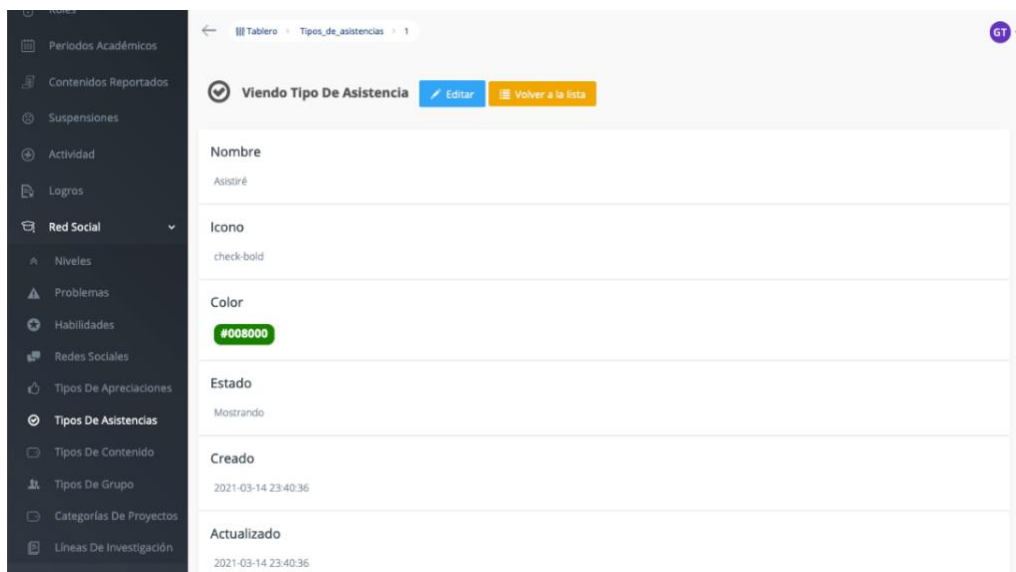 Roles
Periodos Académicos
Contenidos Reportados
Suspensiones
Actividad
Logros
Red Social
Niveles
Problemas
Habilidades
Redes Sociales
Tipos De Apreciaciones
Tipos De Asistencias
Tipos De Contenido
Tipos De Grupo
Categorías De Proyectos
Líneas De Investigación
Tablero > Tipos_de_asistencias > 1
GT
Viendo Tipo De Asistencia Editar Volver a la lista
Nombre
Asistiré
Icono
check-bold
Color
#008000
Estado
Mostrando
Creado
2021-03-14 23:40:36
Actualizado
2021-03-14 23:40:36